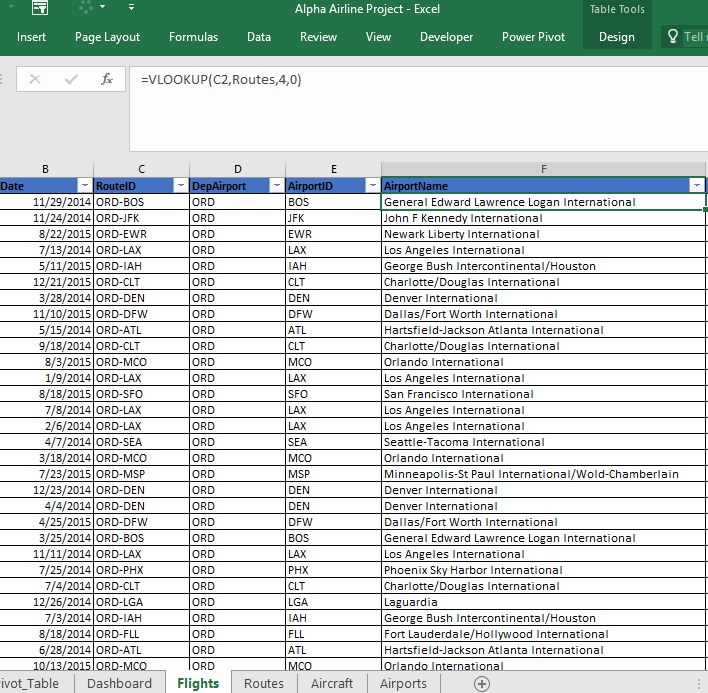 Alpha Airline Project - Excel
Table Tools
Insert Page Layout Formulas Data Review View Developer Power Pivot Design Tell
fx =VLOOKUP(C2,Routes,4,0)
B C D E F
Date RouteID DepAirport AirportID AirportName
11/29/2014 ORD-BOS ORD BOS General Edward Lawrence Logan International
11/24/2014 ORD-JFK ORD JFK John F Kennedy International
8/22/2015 ORD-EWR ORD EWR Newark Liberty International
7/13/2014 ORD-LAX ORD LAX Los Angeles International
5/11/2015 ORD-IAH ORD IAH George Bush Intercontinental/Houston
12/21/2015 ORD-CLT ORD CLT Charlotte/Douglas International
3/28/2014 ORD-DEN ORD DEN Denver International
11/10/2015 ORD-DFW ORD DFW Dallas/Fort Worth International
5/15/2014 ORD-ATL ORD ATL Hartsfield-Jackson Atlanta International
9/18/2014 ORD-CLT ORD CLT Charlotte/Douglas International
8/3/2015 ORD-MCO ORD MCO Orlando International
1/9/2014 ORD-LAX ORD LAX Los Angeles International
8/18/2015 ORD-SFO ORD SFO San Francisco International
7/8/2014 ORD-LAX ORD LAX Los Angeles International
2/6/2014 ORD-LAX ORD LAX Los Angeles International
4/7/2014 ORD-SEA ORD SEA Seattle-Tacoma International
3/18/2014 ORD-MCO ORD MCO Orlando International
7/23/2015 ORD-MSP ORD MSP Minneapolis-St Paul International/Wold-Chamberlain
12/23/2014 ORD-DEN ORD DEN Denver International
4/4/2014 ORD-DEN ORD DEN Denver International
4/25/2015 ORD-DFW ORD DFW Dallas/Fort Worth International
3/25/2014 ORD-BOS ORD BOS General Edward Lawrence Logan International
11/11/2014 ORD-LAX ORD LAX Los Angeles International
7/25/2014 ORD-PHX ORD PHX Phoenix Sky Harbor International
7/4/2014 ORD-CLT ORD CLT Charlotte/Douglas International
12/26/2014 ORD-LGA ORD LGA Laguardia
7/3/2014 ORD-IAH ORD IAH George Bush Intercontinental/Houston
8/18/2014 ORD-FLL ORD FLL Fort Lauderdale/Hollywood International
6/28/2014 ORD-ATL ORD ATL Hartsfield-Jackson Atlanta International
10/13/2015 ORD-MCO ORD MCO Orlando International
ivot_Table Dashboard Flights Routes Aircraft Airports